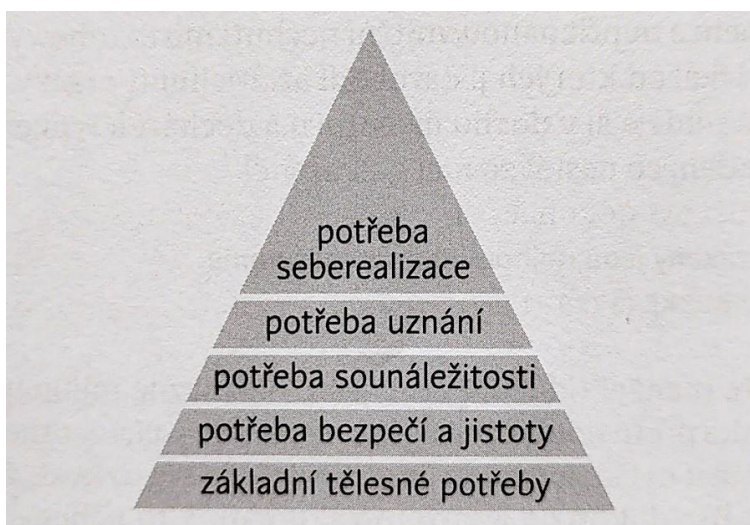 potřeba
seberealizace
potřeba uznání
potřeba sounáležitosti
potřeba bezpečí a jistoty
základní tělesné potřeby